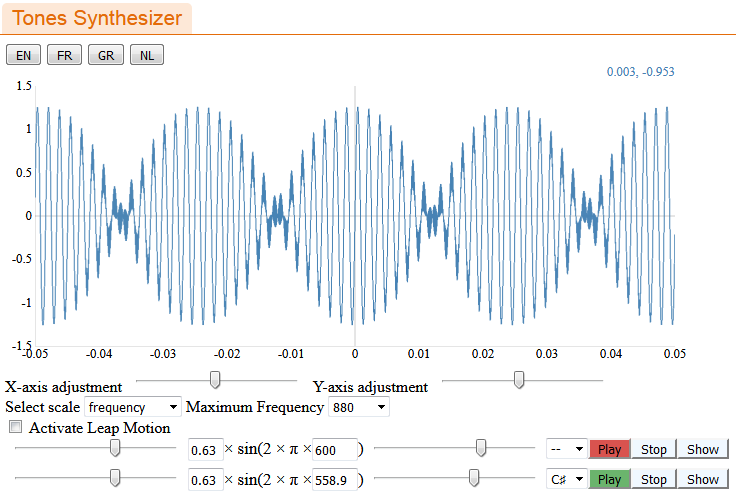 Tones Synthesizer
EN FR GR NL
0.003, -0.953
1.5
1
0.5
0
-0.5
-1
-1.5
-0.05 -0.04 -0.03 -0.02 -0.01 0 0.01 0.02 0.03 0.04 0.05
X-axis adjustment Y-axis adjustment
Select scale frequency Maximum Frequency 880
Activate Leap Motion
0.63 × sin(2 × π × 600 ) -- Play Stop Show
0.63 × sin(2 × π × 558.9 ) C♯ Play Stop Show